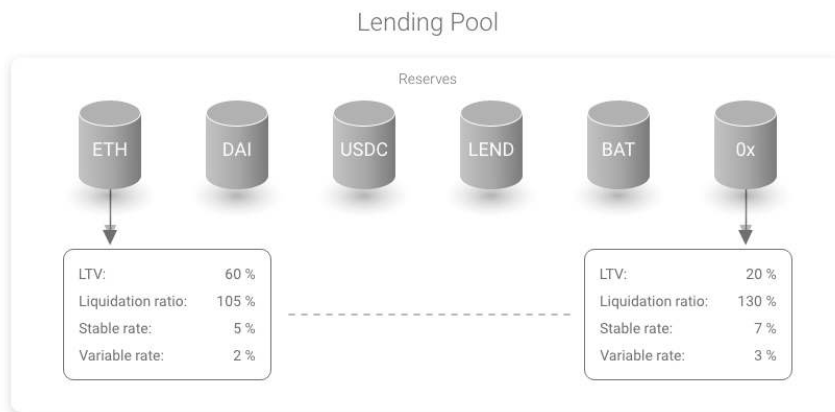 Lending Pool
Reserves
ETH DAI USDC LEND BAT 0x
LTV: 60 %
Liquidation ratio: 105 %
Stable rate: 5 %
Variable rate: 2 %
LTV: 20 %
Liquidation ratio: 130 %
Stable rate: 7 %
Variable rate: 3 %